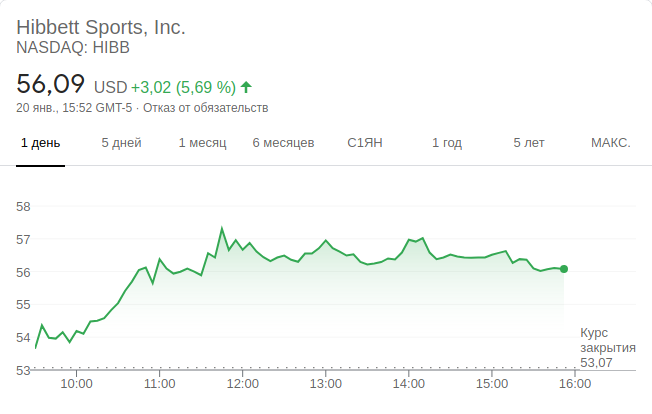 Hibbett Sports, Inc.
NASDAQ: HIBB
56,09 USD +3,02 (5,69 %)
20 янв., 15:52 GMT-5 · Отказ от обязательств
1 день 5 дней 1 месяц 6 месяцев С1ЯН 1 год 5 лет МАКС.
58
57
56
55
54
53
Курс
закрытия
53,07
10:00 11:00 12:00 13:00 14:00 15:00 16:00